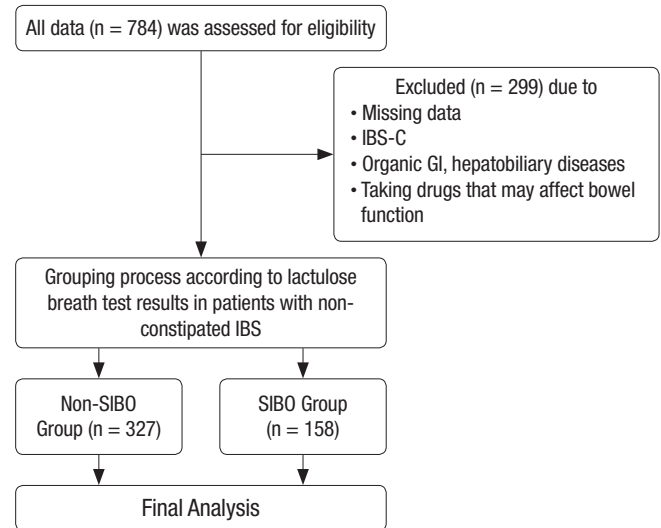 All data (n = 784) was assessed for eligibility
Excluded (n = 299) due to
• Missing data
• IBS-C
• Organic GI, hepatobiliary diseases
• Taking drugs that may affect bowel
function
Grouping process according to lactulose
breath test results in patients with non-
constipated IBS
Non-SIBO
Group (n = 327)
SIBO Group
(n = 158)
Final Analysis